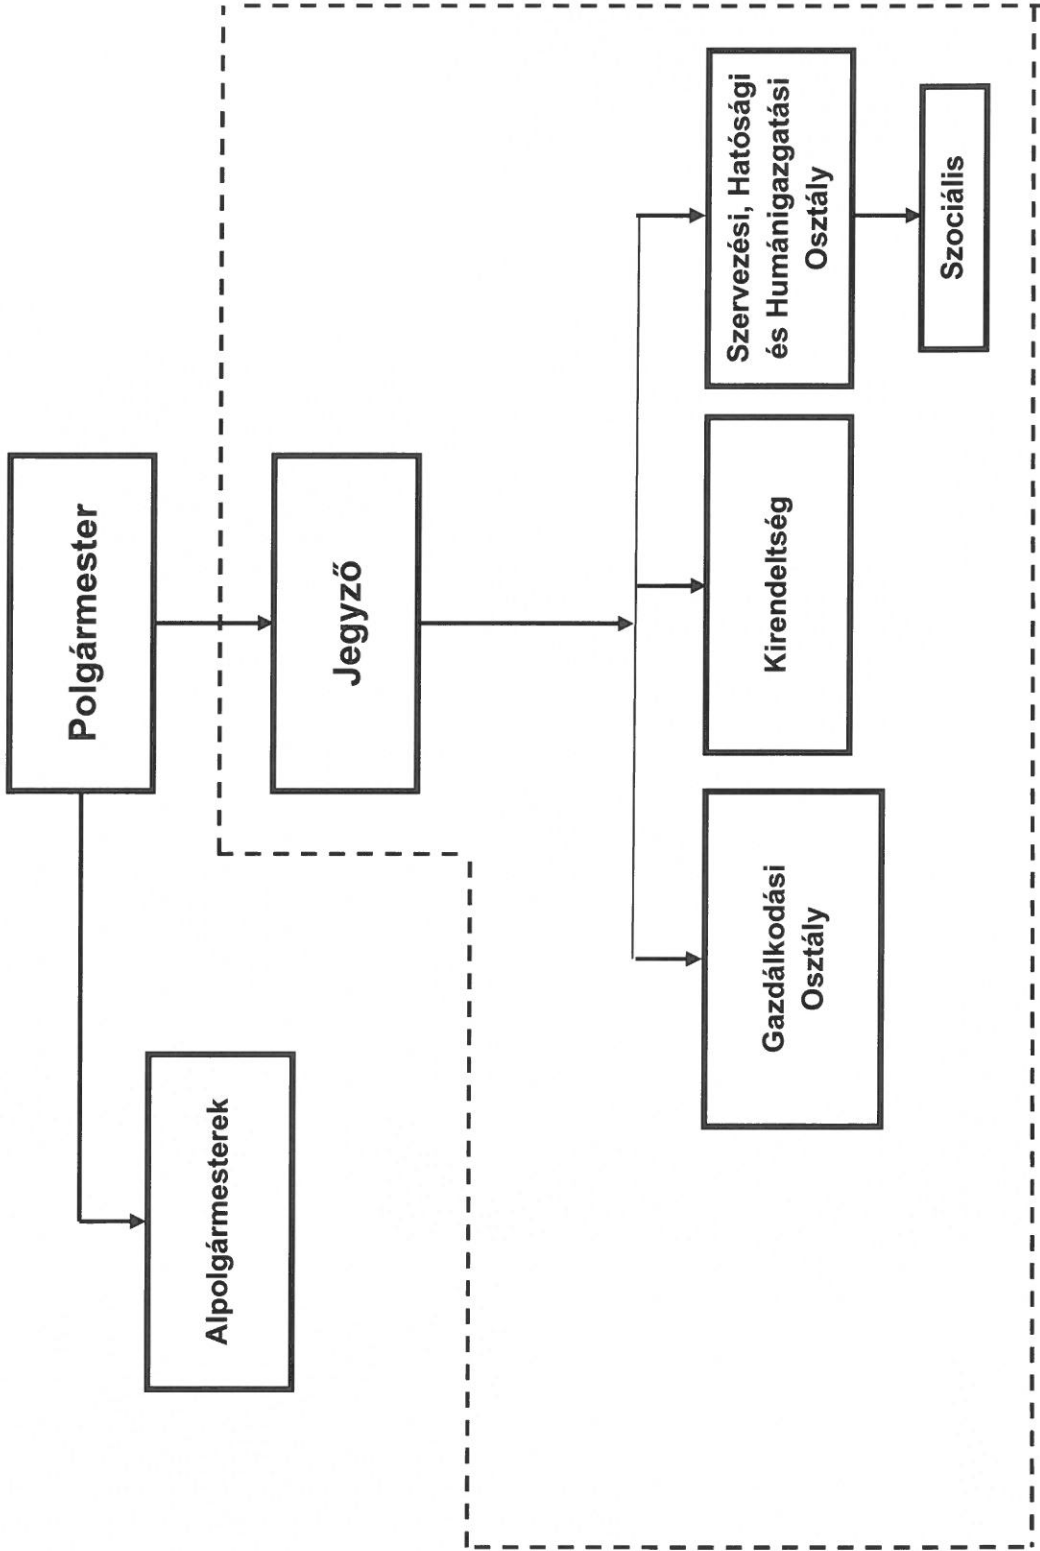 Polgármester
Alpolgármesterek
Jegyző
Gazdálkodási
Osztály
Kirendeltség
Szervezési, Hatósági
és Humánigazgatási
Osztály
Szociális